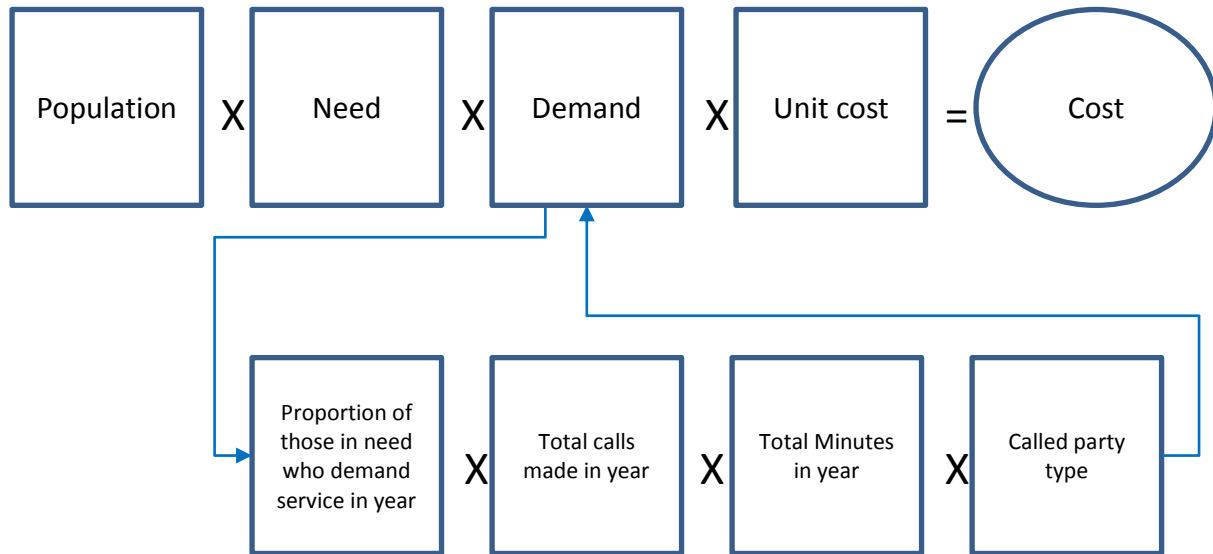 Population X Need X Demand X Unit cost = Cost
Proportion of
those in need
who demand
service in year
X
Total calls
made in year
X
Total Minutes
in year
X
Called party
type